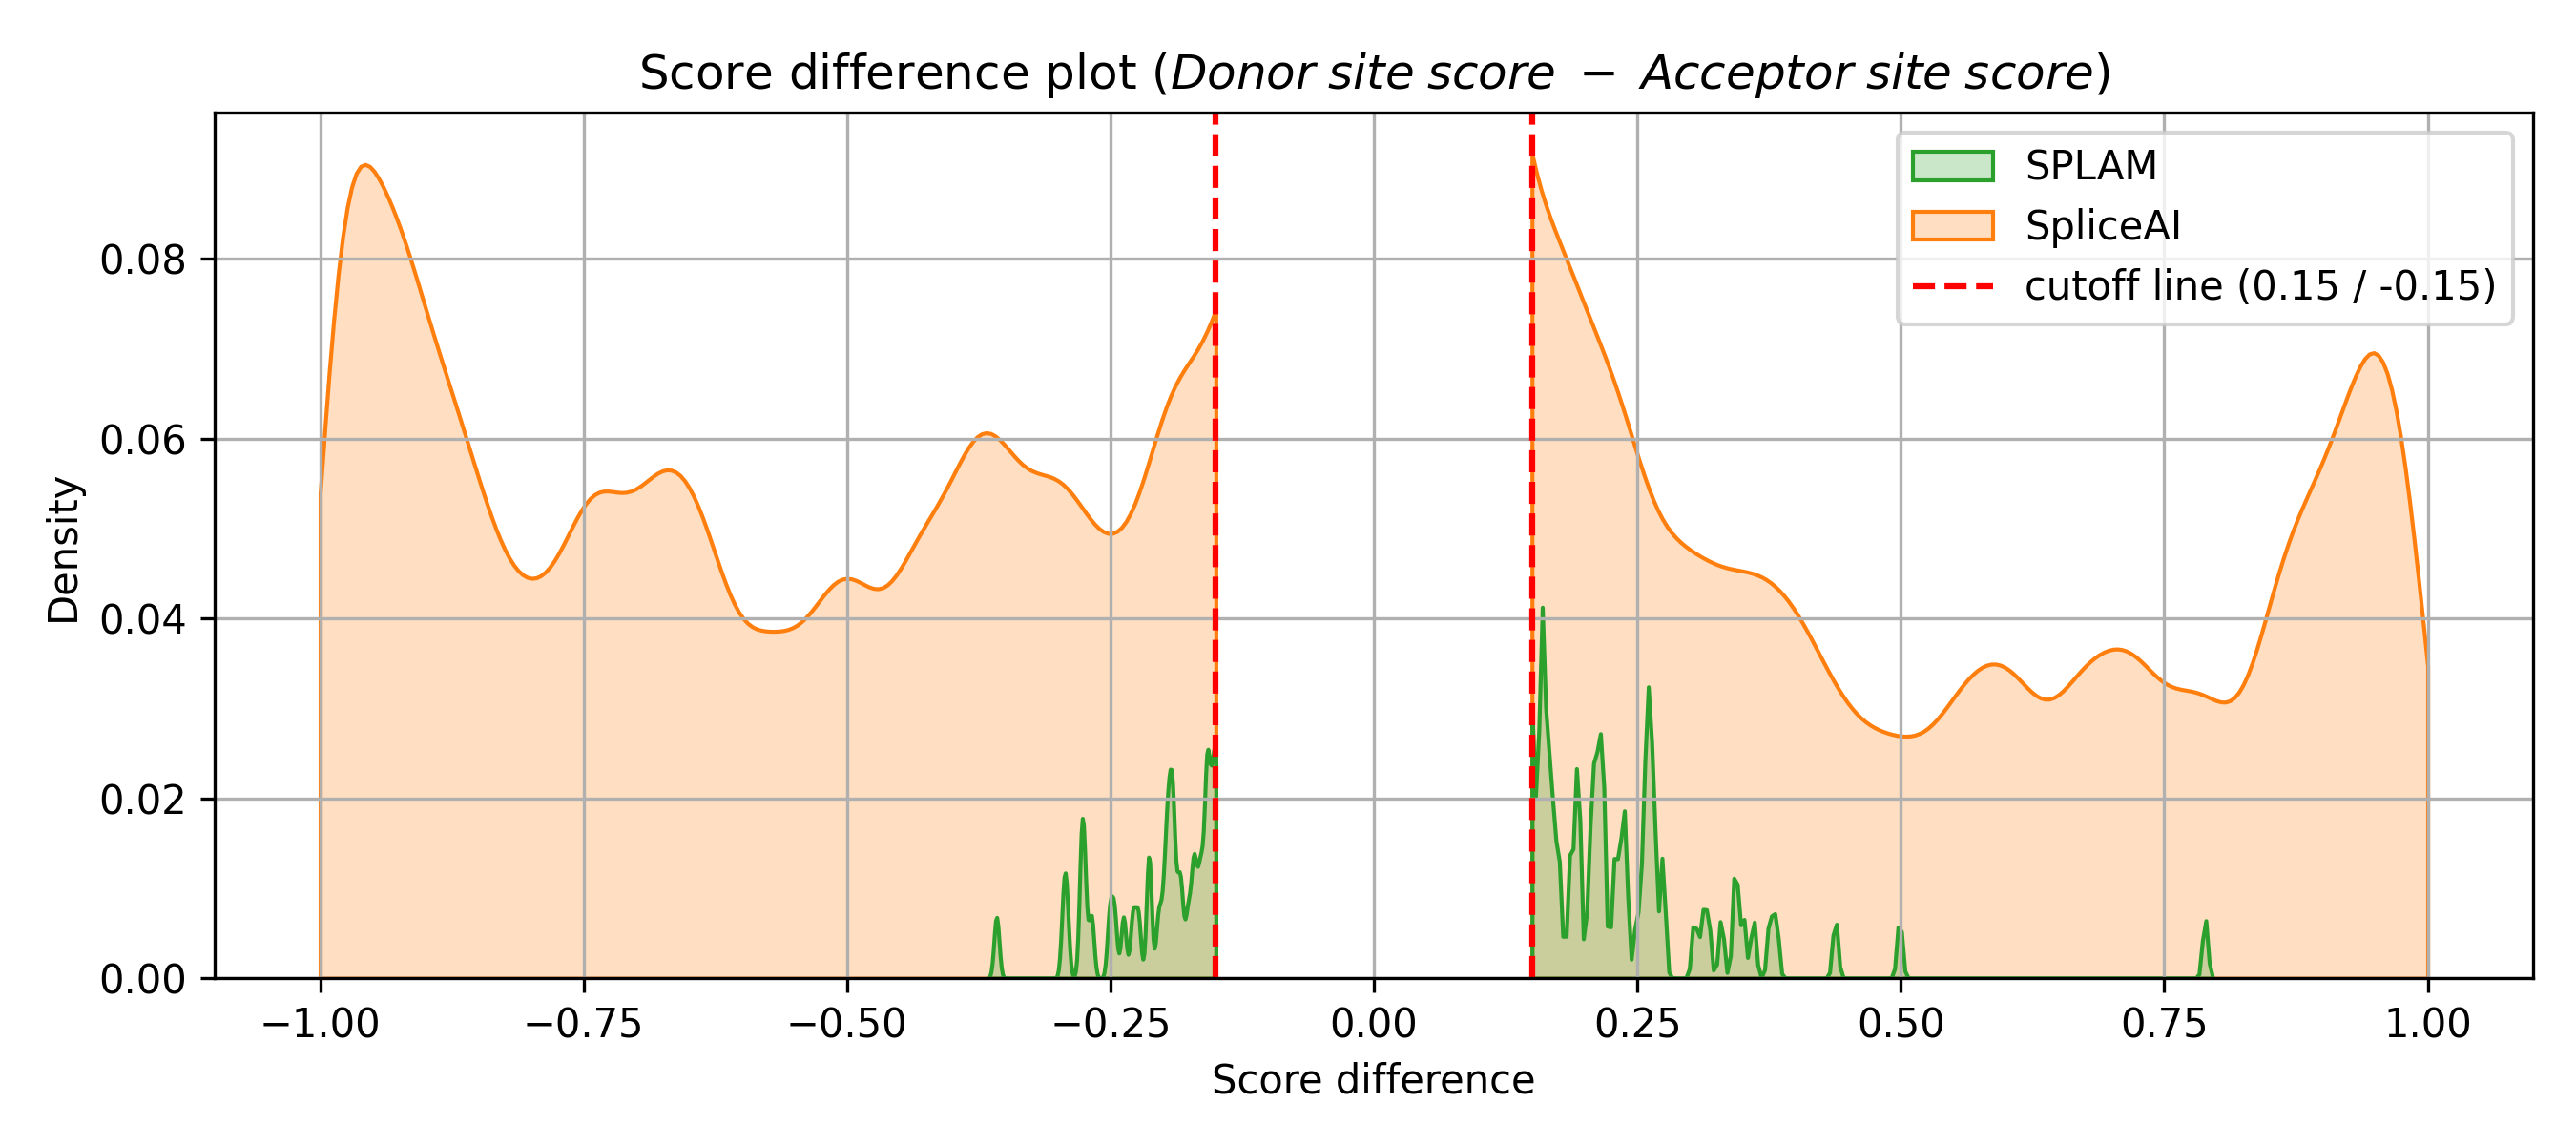 Score difference plot (Donor site score − Acceptor site score)
SPLAM
SpliceAI
cutoff line (0.15 / -0.15)
Density
0.08
0.06
0.04
0.02
0.00
−1.00 −0.75 −0.50 −0.25 0.00 0.25 0.50 0.75 1.00
Score difference